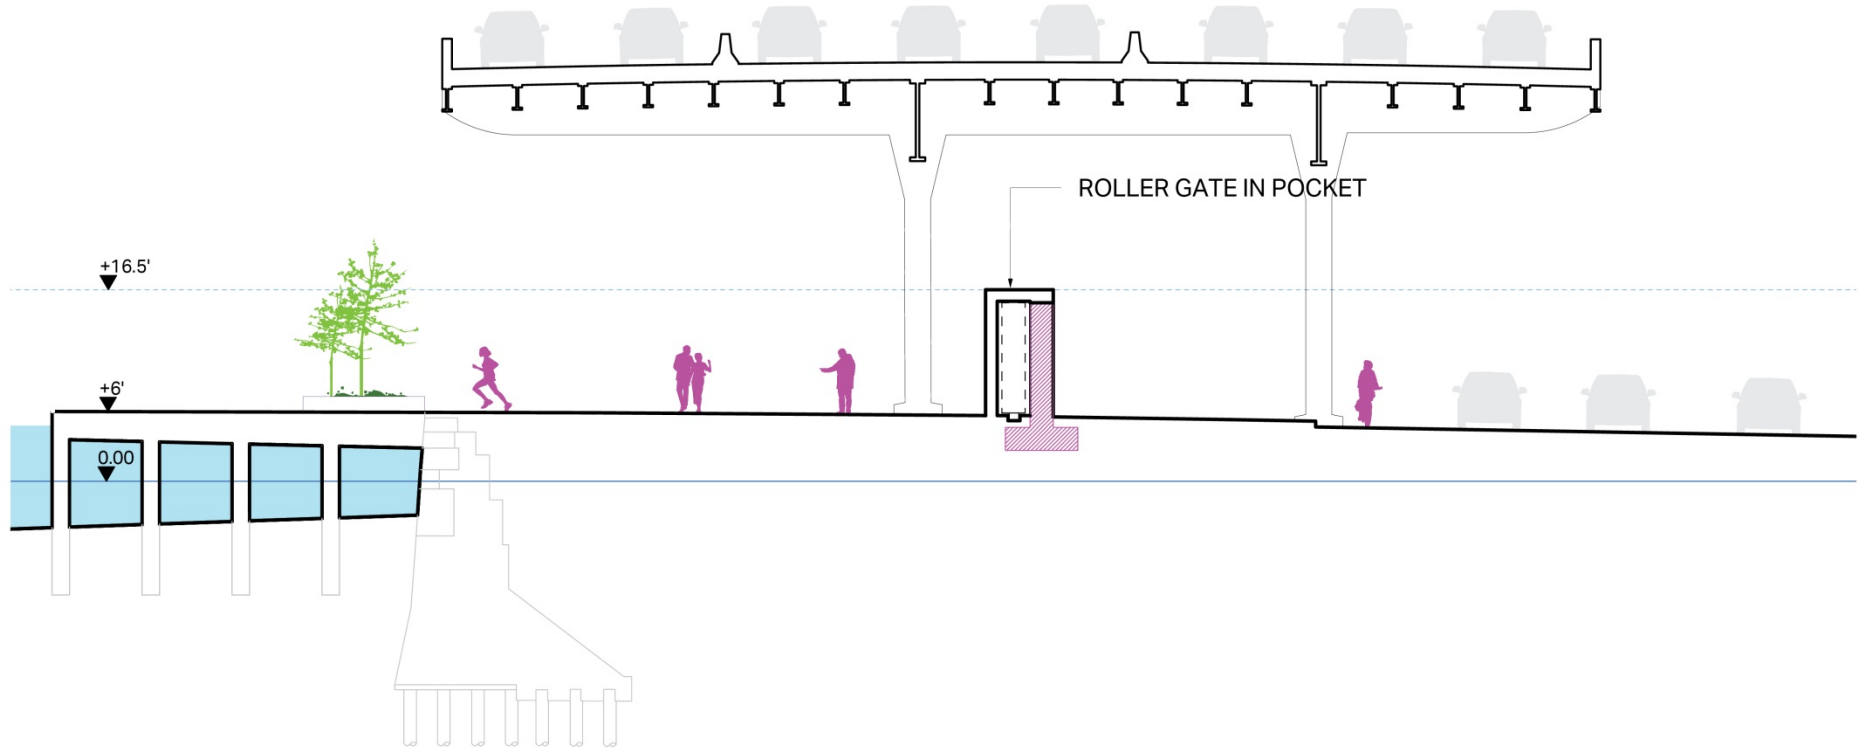 ROLLER GATE IN POCKET
+16.5'
+6'
0.00